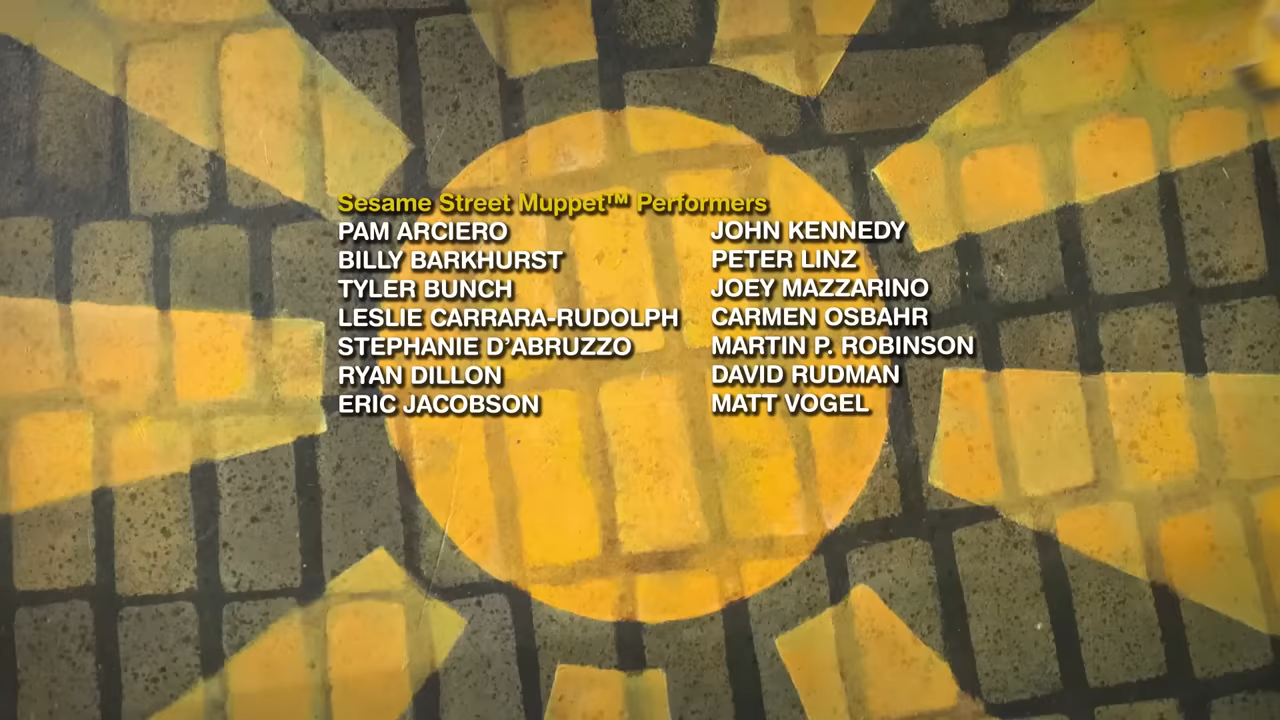 Sesame Street Muppet™ Performers
PAM ARCIERO
BILLY BARKHURST
TYLER BUNCH
LESLIE CARRARA-RUDOLPH
STEPHANIE D'ABRUZZO
RYAN DILLON
ERIC JACOBSON
JOHN KENNEDY
PETER LINZ
JOEY MAZZARINO
CARMEN OSBAHR
MARTIN P. ROBINSON
DAVID RUDMAN
MATT VOGEL